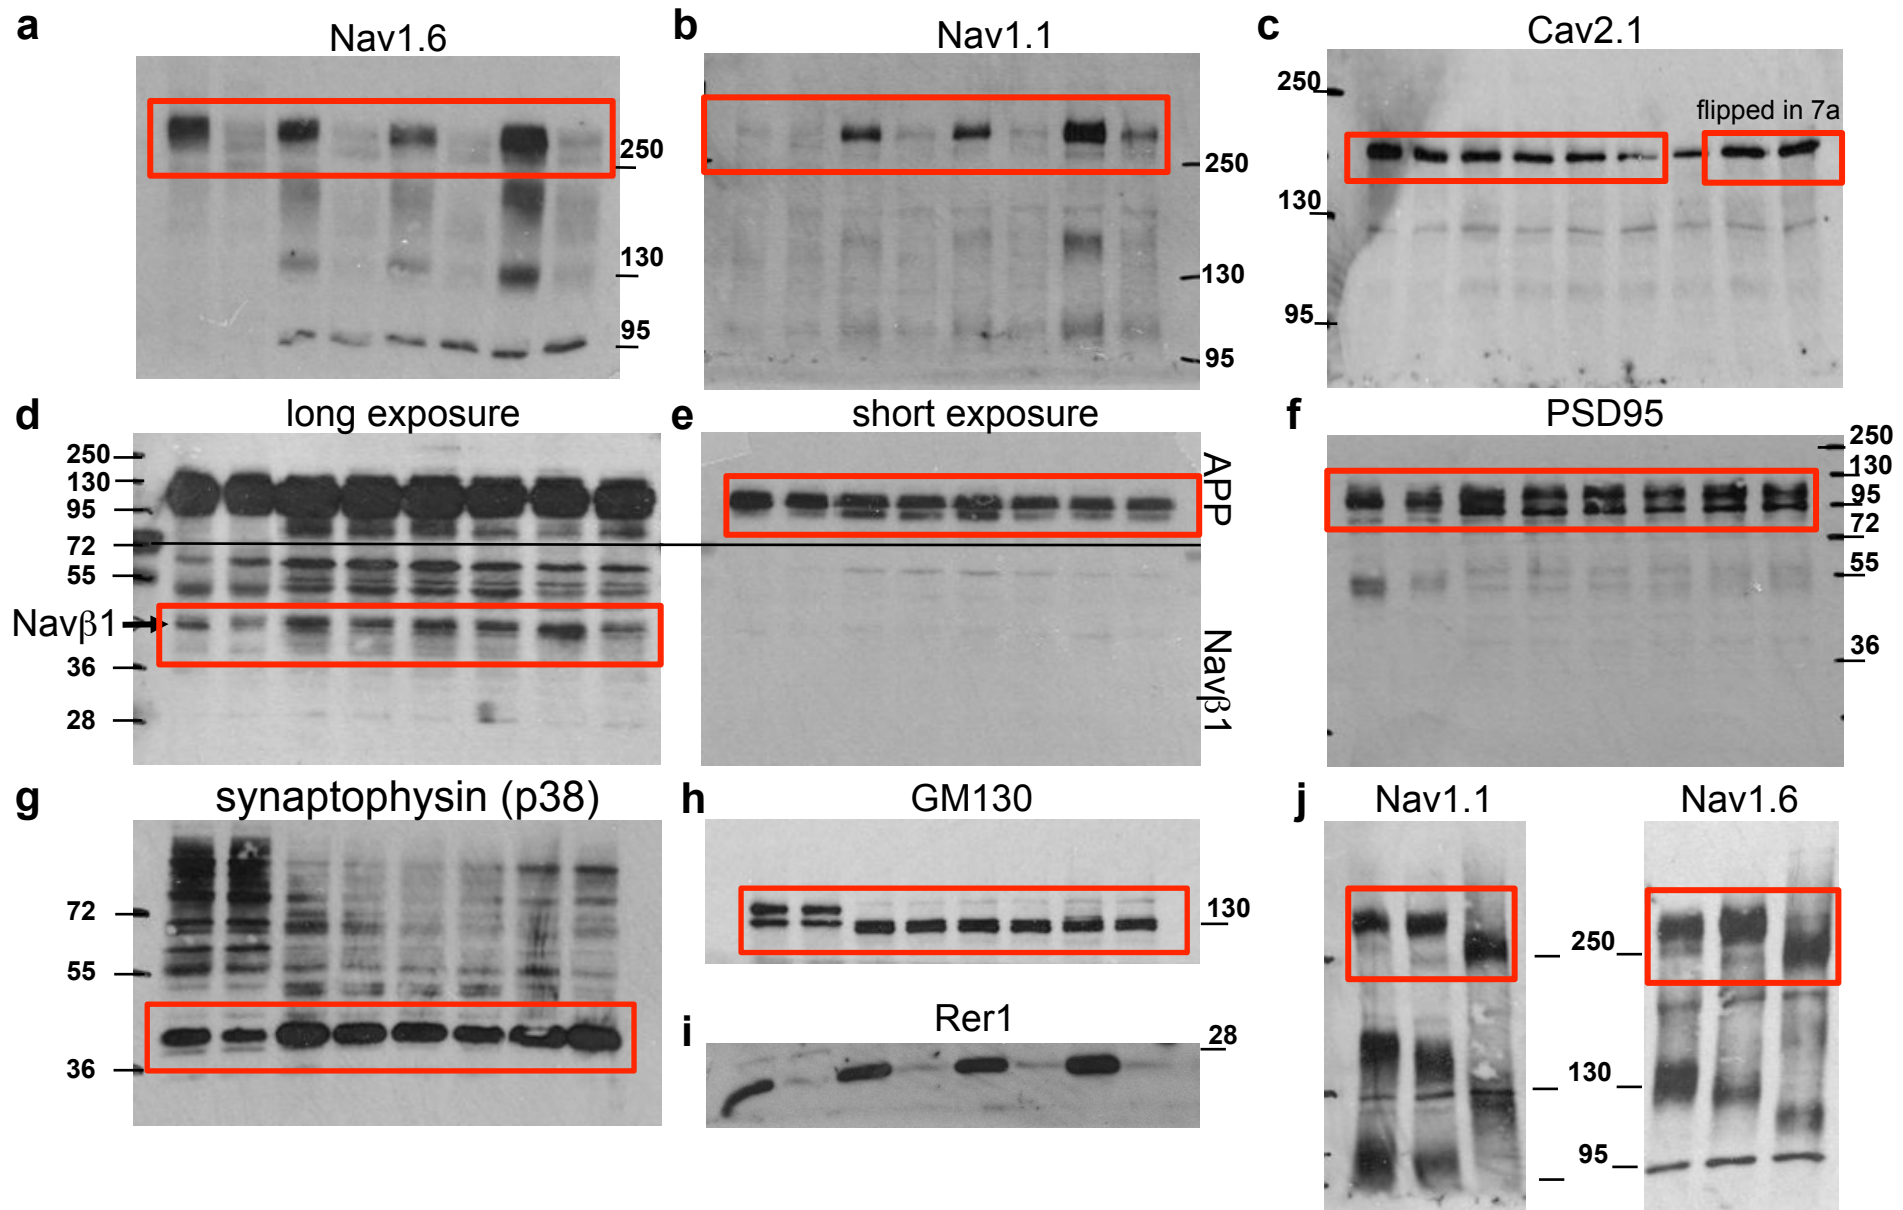 a
Nav1.6
250
130
95
b
Nav1.1
250
130
95
c
Cav2.1
flipped in 7a
250
130
95
d
long exposure
250
130
95
72
55
Navβ1
36
28
e
short exposure
APP
Navβ1
f
PSD95
250
130
95
72
55
36
g
synaptophysin (p38)
72
55
36
h
GM130
130
i
Rer1
28
j
Nav1.1
Nav1.6
250
130
95